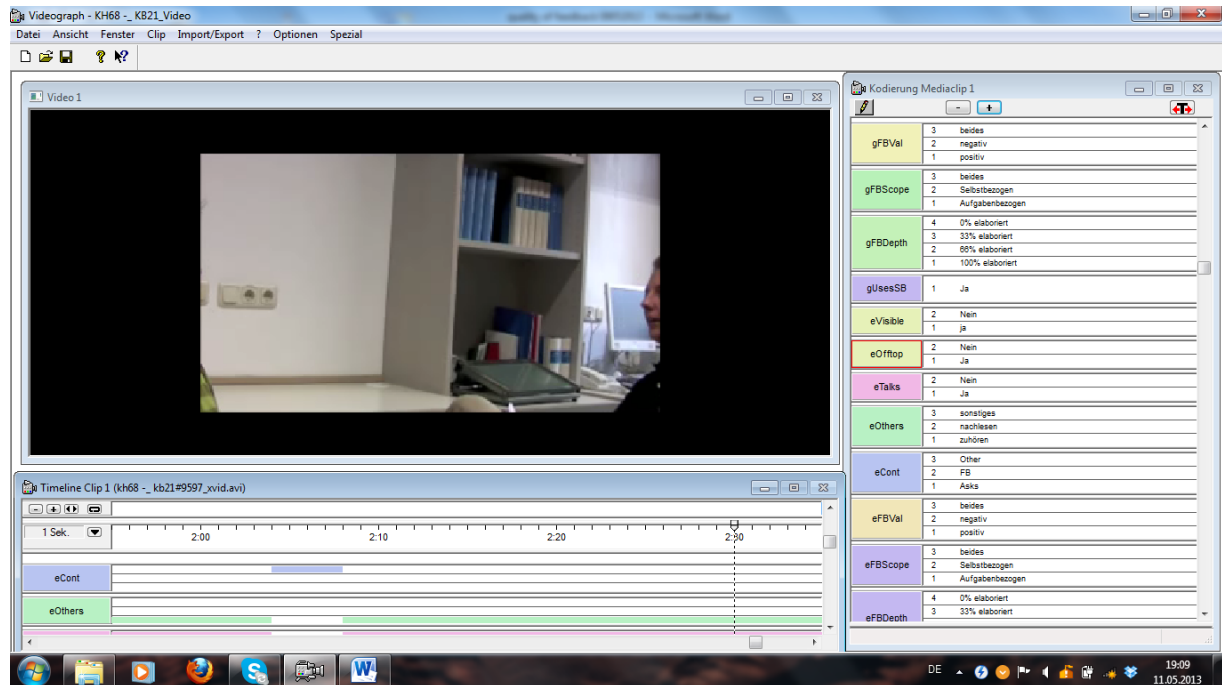 Videograph - KH68 -_ KB21_Video
Datei Ansicht Fenster Clip Import/Export ? Optionen Spezial
Video 1
Kodierung Mediaclip 1
- +
T
gFBVal
3 beides
2 negativ
1 positiv
gFBScope
3 beides
2 Selbstbezogen
1 Aufgabenbezogen
gFBDepth
4 0% elaboriert
3 33% elaboriert
2 66% elaboriert
1 100% elaboriert
gUsesSB
1 Ja
eVisible
2 Nein
1 ja
eOfftop
2 Nein
1 Ja
eTalks
2 Nein
1 Ja
eOthers
3 sonstiges
2 nachlesen
1 zuhören
eCont
3 Other
2 FB
1 Asks
eFBVal
3 beides
2 negativ
1 positiv
eFBScope
3 beides
2 Selbstbezogen
1 Aufgabenbezogen
eFBDepth
4 0% elaboriert
3 33% elaboriert
Timeline Clip 1 (kh68 -_ kb21#9597_xvid.avi)
1 Sek.
2:00 2:10 2:20 2:30
eCont
eOthers
DE
19:09
11.05.2013